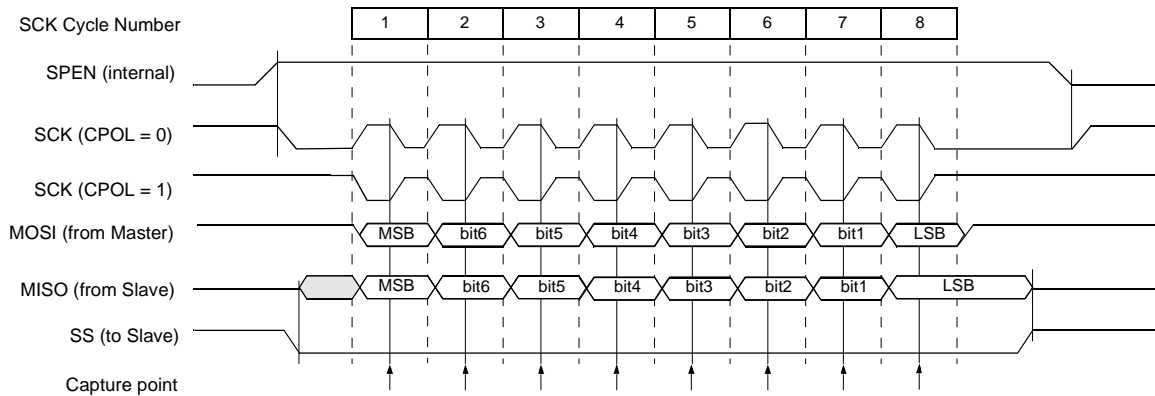 SCK Cycle Number 1 2 3 4 5 6 7 8
SPEN (internal)
SCK (CPOL = 0)
SCK (CPOL = 1)
MOSI (from Master) MSB bit6 bit5 bit4 bit3 bit2 bit1 LSB
MISO (from Slave) MSB bit6 bit5 bit4 bit3 bit2 bit1 LSB
SS (to Slave)
Capture point